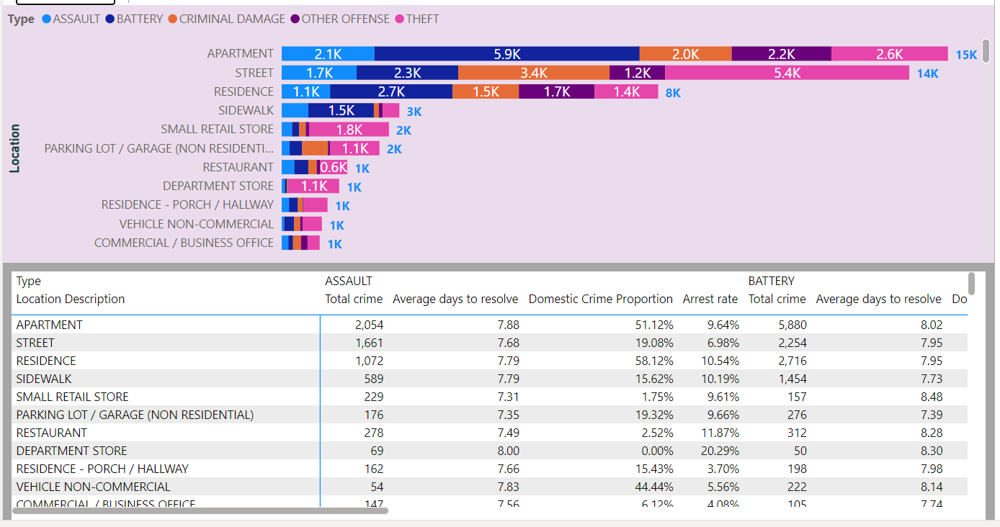 Type ASSAULT BATTERY CRIMINAL DAMAGE OTHER OFFENSE THEFT
Location
APARTMENT 2.1K 5.9K 2.0K 2.2K 2.6K 15K
STREET 1.7K 2.3K 3.4K 1.2K 5.4K 14K
RESIDENCE 1.1K 2.7K 1.5K 1.7K 1.4K 8K
SIDEWALK 1.5K 3K
SMALL RETAIL STORE 1.8K 2K
PARKING LOT / GARAGE (NON RESIDENTI... 1.1K 2K
RESTAURANT 0.6K 1K
DEPARTMENT STORE 1.1K 1K
RESIDENCE - PORCH / HALLWAY 1K
VEHICLE NON-COMMERCIAL 1K
COMMERCIAL / BUSINESS OFFICE 1K
Type ASSAULT BATTERY
Location Description Total crime Average days to resolve Domestic Crime Proportion Arrest rate Total crime Average days to resolve Do
APARTMENT 2,054 7.88 51.12% 9.64% 5,880 8.02
STREET 1,661 7.68 19.08% 6.98% 2,254 7.95
RESIDENCE 1,072 7.79 58.12% 10.54% 2,716 7.95
SIDEWALK 589 7.79 15.62% 10.19% 1,454 7.73
SMALL RETAIL STORE 229 7.31 1.75% 9.61% 157 8.48
PARKING LOT / GARAGE (NON RESIDENTIAL) 176 7.35 19.32% 9.66% 276 7.39
RESTAURANT 278 7.49 2.52% 11.87% 312 8.28
DEPARTMENT STORE 69 8.00 0.00% 20.29% 50 8.30
RESIDENCE - PORCH / HALLWAY 162 7.66 15.43% 3.70% 198 7.98
VEHICLE NON-COMMERCIAL 54 7.83 44.44% 5.56% 222 8.14
COMMERCIAL / BUSINESS OFFICE 147 7.56 6.12% 4.08% 105 7.74